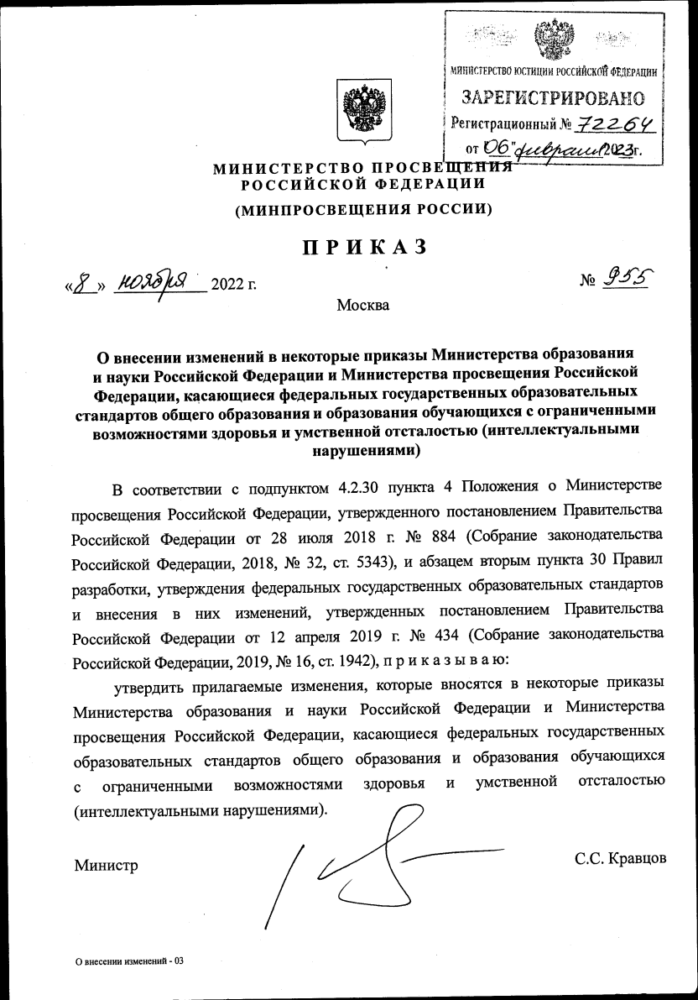 МИНИСТЕРСТВО ЮСТИЦИИ РОССИЙСКОЙ ФЕДЕРАЦИИ
ЗАРЕГИСТРИРОВАНО
Регистрационный № 72264
от "06" февраля 2023г.
МИНИСТЕРСТВО ПРОСВЕЩЕНИЯ
РОССИЙСКОЙ ФЕДЕРАЦИИ
(МИНПРОСВЕЩЕНИЯ РОССИИ)
ПРИКАЗ
«8» ноября 2022 г.
№ 955
Москва
О внесении изменений в некоторые приказы Министерства образования
и науки Российской Федерации и Министерства просвещения Российской
Федерации, касающиеся федеральных государственных образовательных
стандартов общего образования и образования обучающихся с ограниченными
возможностями здоровья и умственной отсталостью (интеллектуальными
нарушениями)
В соответствии с подпунктом 4.2.30 пункта 4 Положения о Министерстве
просвещения Российской Федерации, утвержденного постановлением Правительства
Российской Федерации от 28 июля 2018 г. № 884 (Собрание законодательства
Российской Федерации, 2018, № 32, ст. 5343), и абзацем вторым пункта 30 Правил
разработки, утверждения федеральных государственных образовательных стандартов
и внесения в них изменений, утвержденных постановлением Правительства
Российской Федерации от 12 апреля 2019 г. № 434 (Собрание законодательства
Российской Федерации, 2019, № 16, ст. 1942), п р и к а з ы в а ю:
утвердить прилагаемые изменения, которые вносятся в некоторые приказы
Министерства образования и науки Российской Федерации и Министерства
просвещения Российской Федерации, касающиеся федеральных государственных
образовательных стандартов общего образования и образования обучающихся
с ограниченными возможностями здоровья и умственной отсталостью
(интеллектуальными нарушениями).
Министр
С.С. Кравцов
О внесении изменений - 03